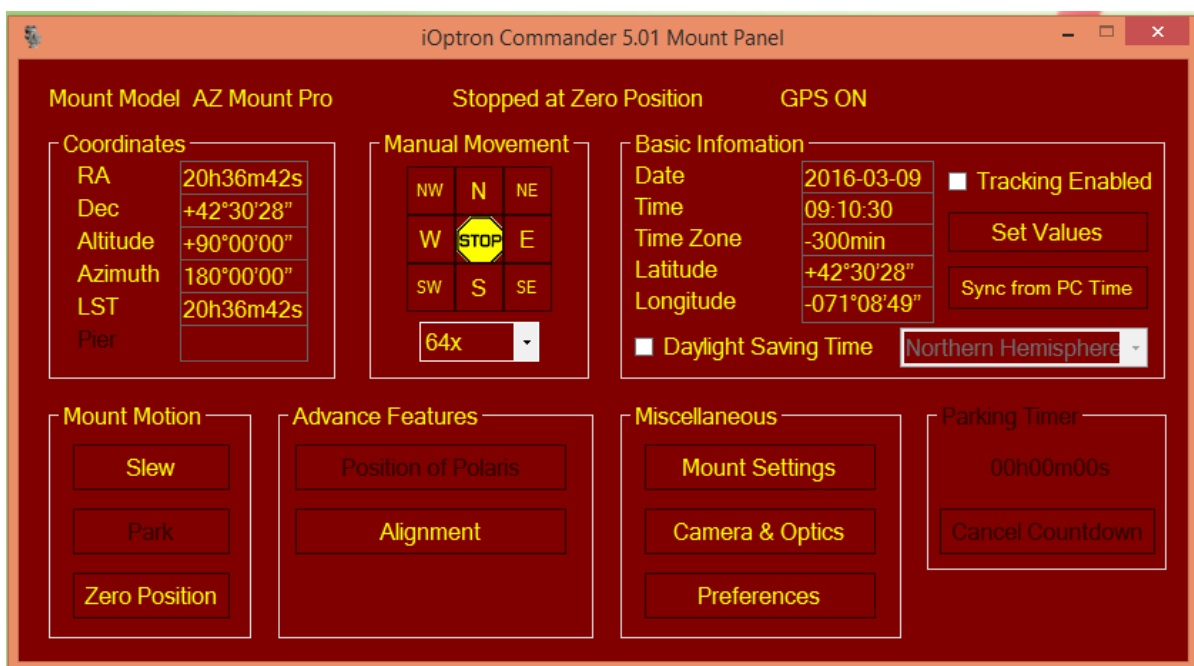 iOptron Commander 5.01 Mount Panel
Mount Model AZ Mount Pro Stopped at Zero Position GPS ON
Coordinates
RA 20h36m42s
Dec +42°30'28"
Altitude +90°00'00"
Azimuth 180°00'00"
LST 20h36m42s
Pier
Manual Movement
NW N NE
W STOP E
SW S SE
64x
Basic Infomation
Date 2016-03-09
Time 09:10:30
Time Zone -300min
Latitude +42°30'28"
Longitude -071°08'49"
Tracking Enabled
Set Values
Sync from PC Time
Daylight Saving Time Northern Hemisphere
Mount Motion
Slew
Park
Zero Position
Advance Features
Position of Polaris
Alignment
Miscellaneous
Mount Settings
Camera & Optics
Preferences
Parking Timer
00h00m00s
Cancel Countdown